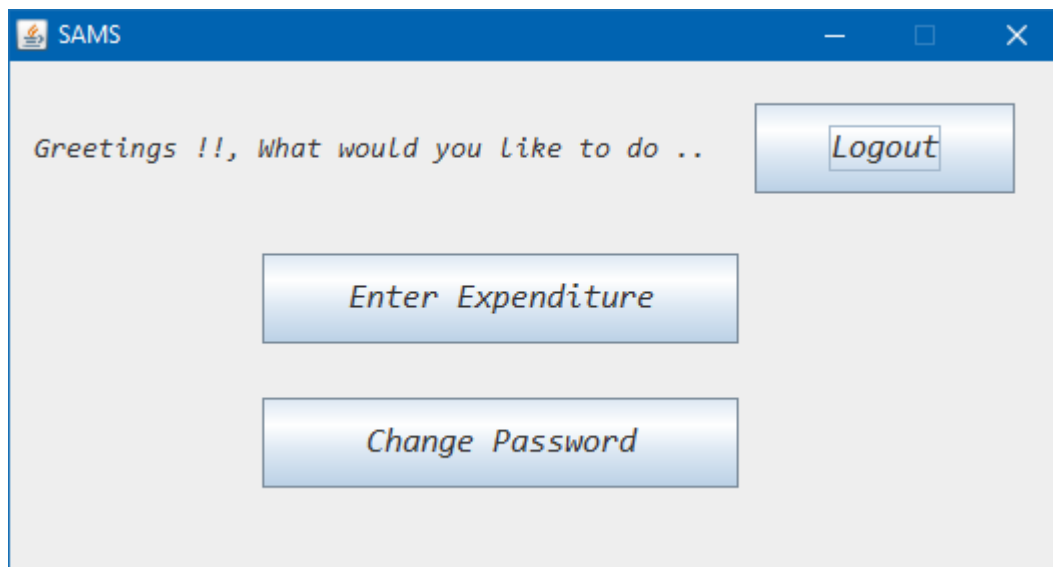 SAMS
Greetings !!, What would you like to do ..
Logout
Enter Expenditure
Change Password